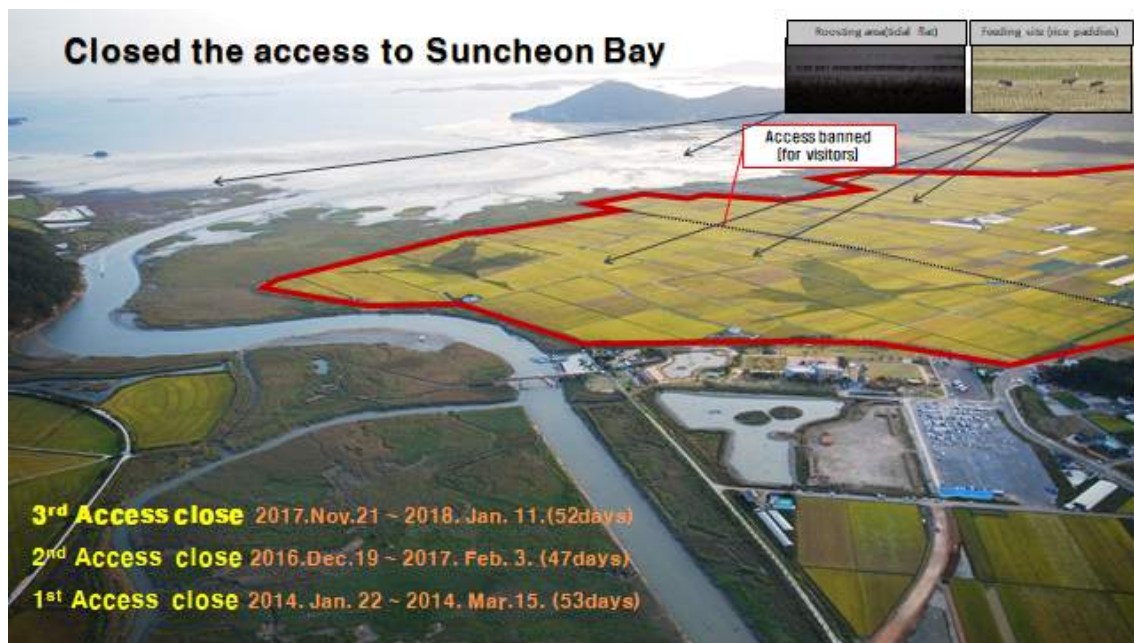 Closed the access to Suncheon Bay
Roosting area(tidal flat)
Feeding site (rice paddies)
Access banned
(for visitors)
3rd Access close 2017.Nov.21 ~ 2018. Jan. 11.(52days)
2nd Access close 2016.Dec.19 ~ 2017. Feb. 3. (47days)
1st Access close 2014. Jan. 22 ~ 2014. Mar.15. (53days)